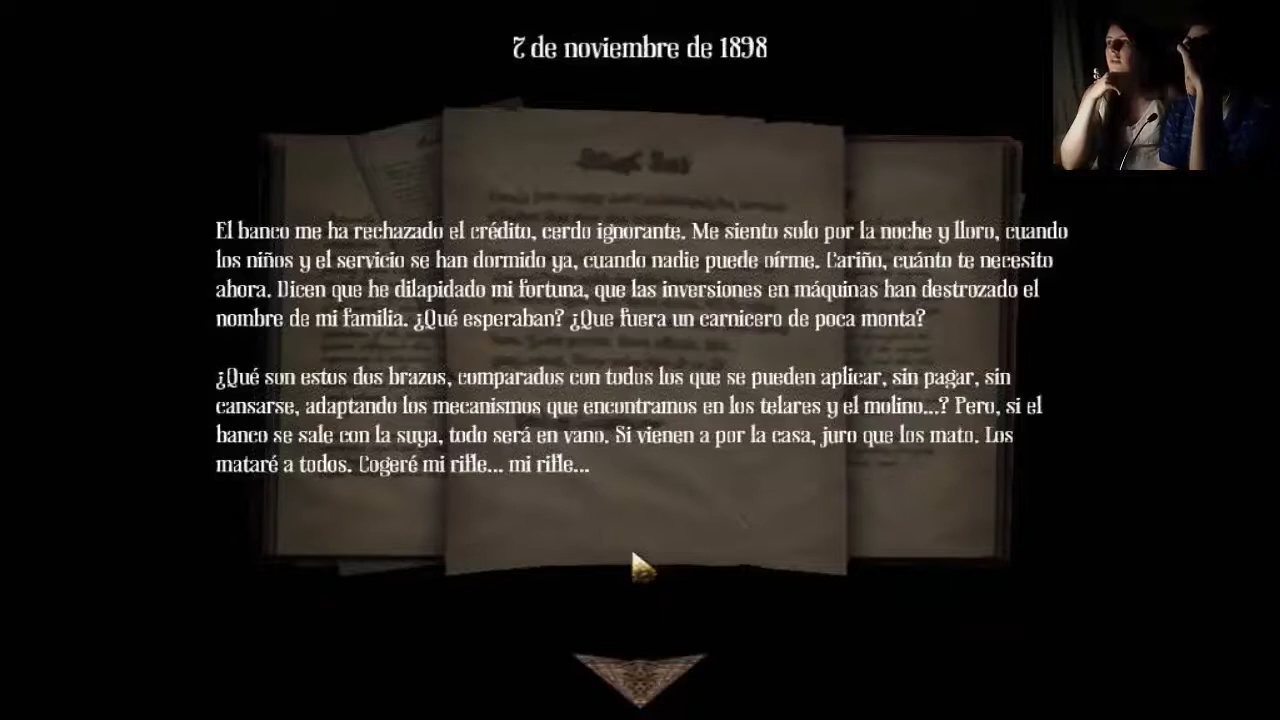 7 de noviembre de 1898
El banco me ha rechazado el crédito, cerdo ignorante. Me siento solo por la noche y lloro, cuando
los niños y el servicio se han dormido ya, cuando nadie puede oírme. Cariño, cuánto te necesito
ahora. Dicen que he dilapidado mi fortuna, que las inversiones en máquinas han destrozado el
nombre de mi familia. ¿Qué esperaban? ¿Que fuera un carnicero de poca monta?
¿Qué son estos dos brazos, comparados con todos los que se pueden aplicar, sin pagar, sin
cansarse, adaptando los mecanismos que encontramos en los telares y el molino...? Pero, si el
banco se sale con la suya, todo será en vano. Si vienen a por la casa, juro que los mato. Los
mataré a todos. Cogeré mi rifle... mi rifle...